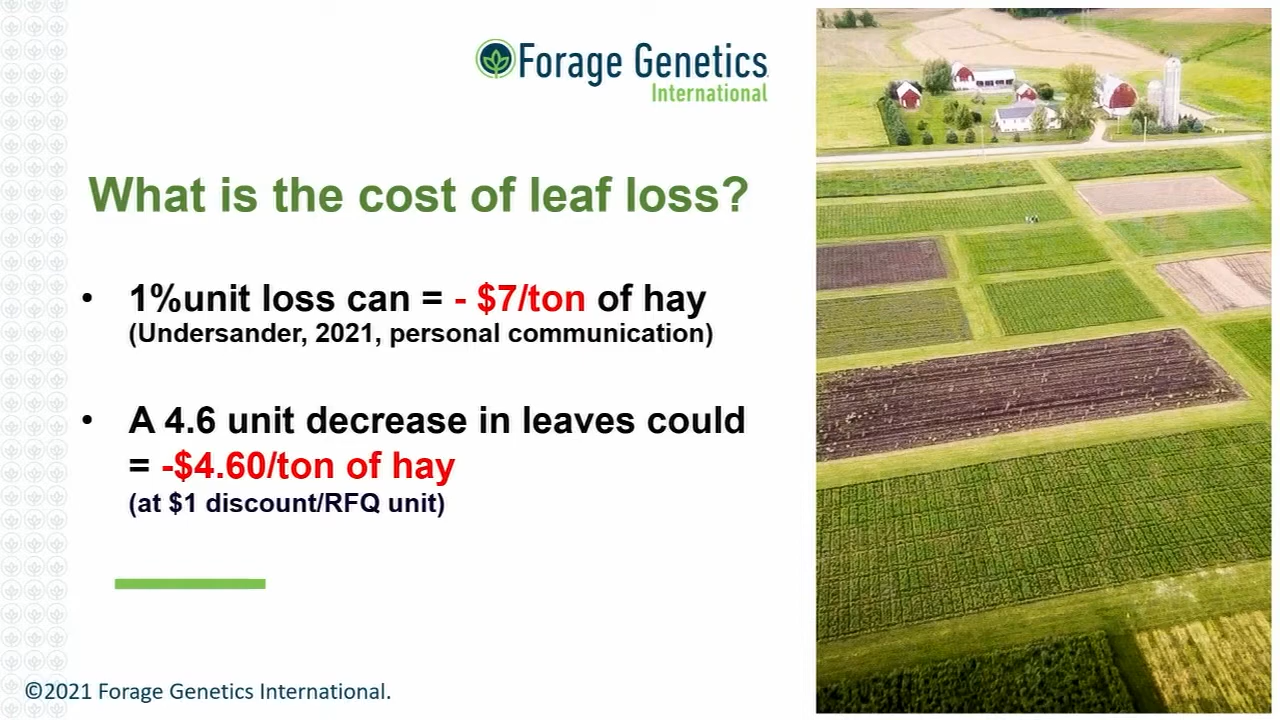 Forage Genetics
International
What is the cost of leaf loss?
• 1%unit loss can = - $7/ton of hay
(Undersander, 2021, personal communication)
• A 4.6 unit decrease in leaves could
= -$4.60/ton of hay
(at $1 discount/RFQ unit)
©2021 Forage Genetics International.